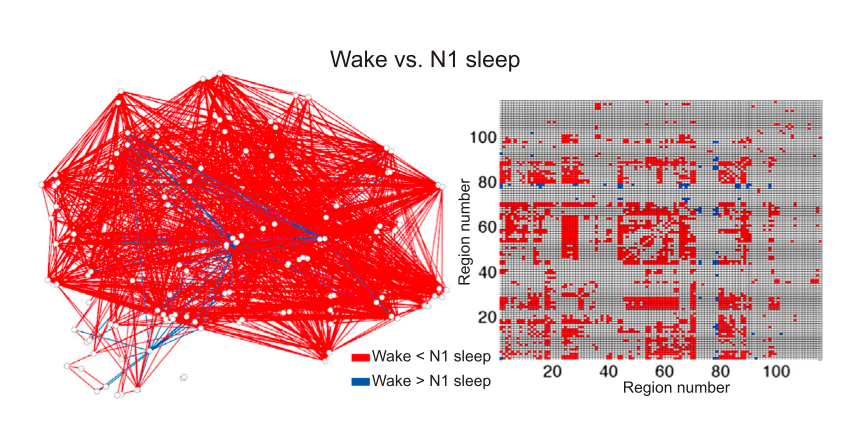 Wake vs. N1 sleep
Region number
100
80
60
40
20
20 40 60 80 100
Region number
Wake < N1 sleep
Wake > N1 sleep